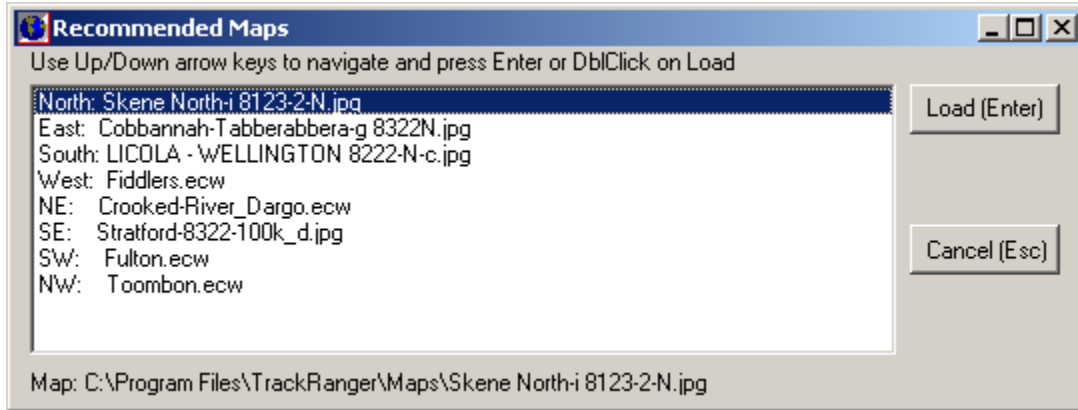 Recommended Maps
Use Up/Down arrow keys to navigate and press Enter or DblClick on Load
North: Skene North-i 8123-2-N.jpg
Load (Enter)
East: Cobbannah-Tabberabbera-g 8322N.jpg
South: LICOLA - WELLINGTON 8222-N-c.jpg
West: Fiddlers.ecw
NE: Crooked-River_Dargo.ecw
SE: Stratford-8322-100k_d.jpg
SW: Fulton.ecw
Cancel (Esc)
NW: Toombon.ecw
Map: C:\Program Files\TrackRanger\Maps\Skene North-i 8123-2-N.jpg